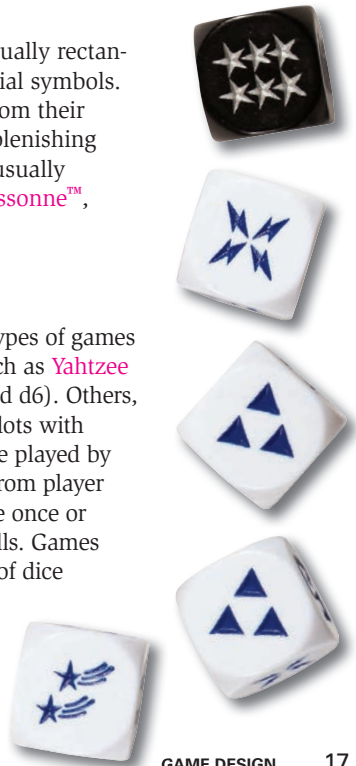 ually rectan-
ial symbols.
om their
plenishing
usually
ssonne™,
ypes of games
ch as Yahtzee
d d6). Others,
lots with
e played by
rom player
e once or
lls. Games
of dice
GAME DESIGN 17